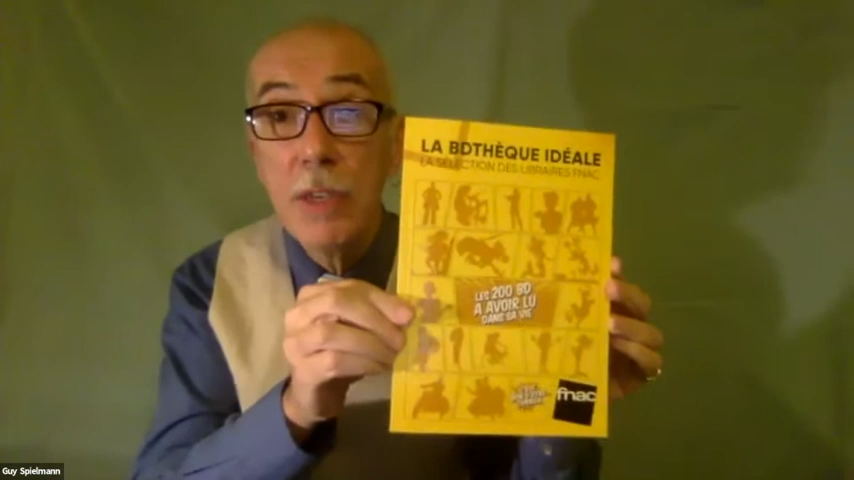 LA BDTHÈQUE IDÉALE
LA SÉLECTION DES LIBRAIRES FNAC
LES 200 BD
A AVOIR LU
DANS SA VIE
fnac
Guy Spielmann